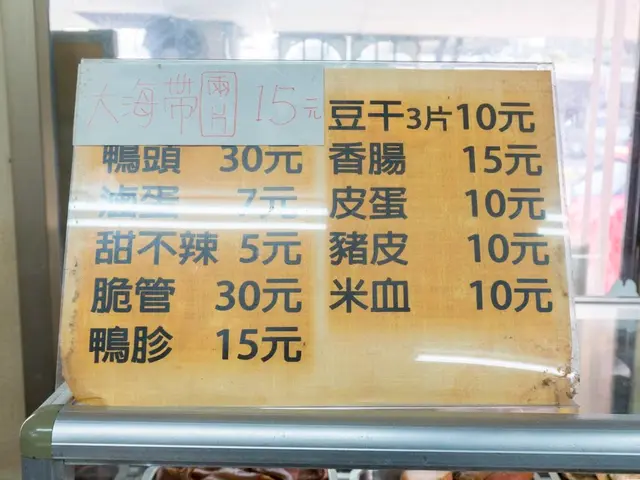 大海帶 兩片 15元
鴨頭 30元
滷蛋 7元
甜不辣 5元
脆管 30元
鴨胗 15元
豆干3片10元
香腸 15元
皮蛋 10元
豬皮 10元
米血 10元